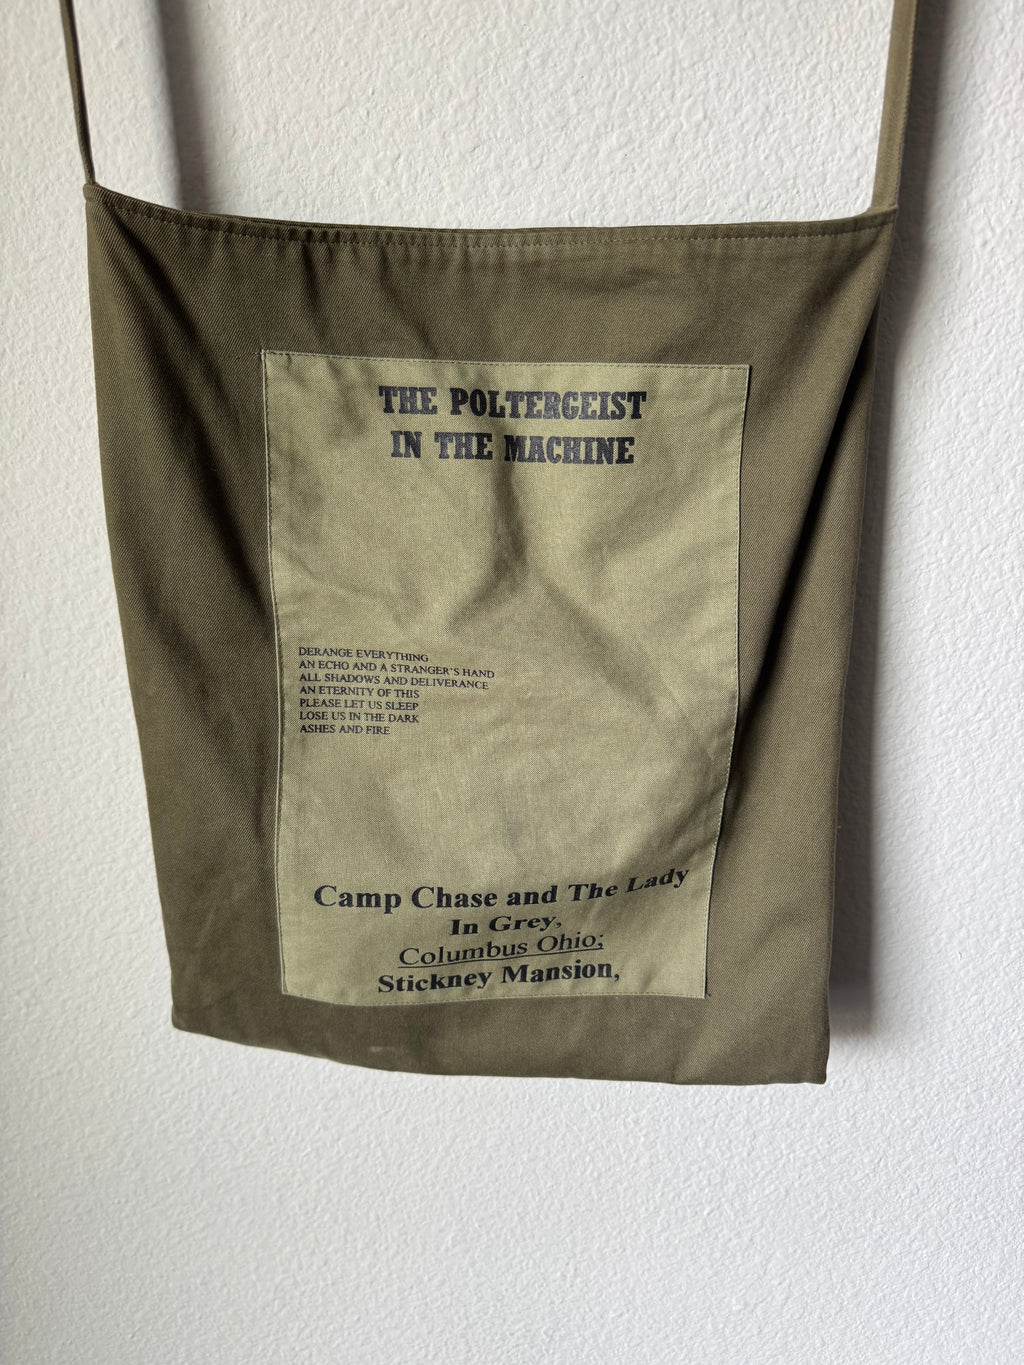 THE POLTERGEIST
IN THE MACHINE
DERANGE EVERYTHING
AN ECHO AND A STRANGER'S HAND
ALL SHADOWS AND DELIVERANCE
AN ETERNITY OF THIS
PLEASE LET US SLEEP
LOSE US IN THE DARK
ASHES AND FIRE
Camp Chase and The Lady
In Grey,
Columbus Ohio;
Stickney Mansion,